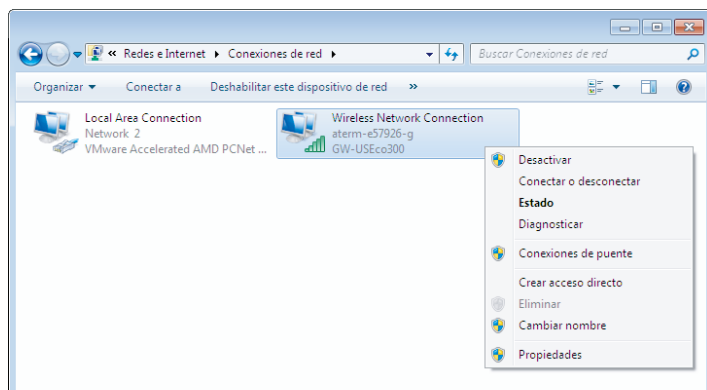 « Redes e Internet ▸ Conexiones de red ▸
Buscar Conexiones de red
Organizar ▾ Conectar a Deshabilitar este dispositivo de red »
Local Area Connection
Network 2
VMware Accelerated AMD PCNet ...
Wireless Network Connection
aterm-e57926-g
GW-USEco300
Desactivar
Conectar o desconectar
Estado
Diagnosticar
Conexiones de puente
Crear acceso directo
Eliminar
Cambiar nombre
Propiedades